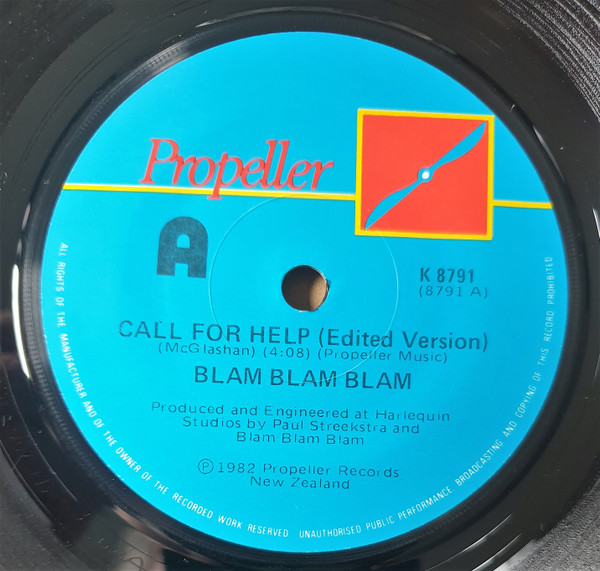 Propeller
A
K 8791
(8791 A)
CALL FOR HELP (Edited Version)
(McGlashan) (4:08) (Propeller Music)
BLAM BLAM BLAM
Produced and Engineered at Harlequin
Studios by Paul Streekstra and
Blam Blam Blam
Ⓟ 1982 Propeller Records
New Zealand
ALL RIGHTS OF THE MANUFACTURER AND OF THE OWNER OF THE RECORDED WORK RESERVED UNAUTHORISED PUBLIC PERFORMANCE BROADCASTING AND COPYING OF THIS RECORD PROHIBITED